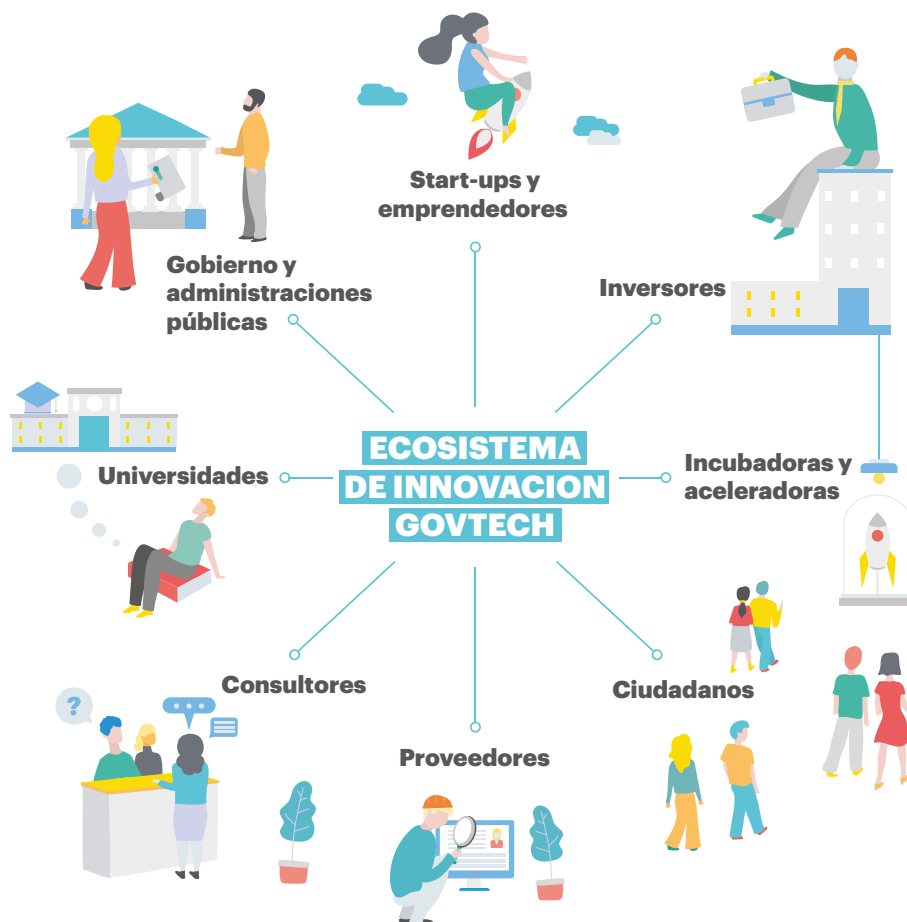 Start-ups y
emprendedores
Gobierno y
administraciones
públicas
Inversores
ECOSISTEMA
DE INNOVACION
GOVTECH
Universidades
Incubadoras y
aceleradoras
Consultores
Ciudadanos
?
Proveedores